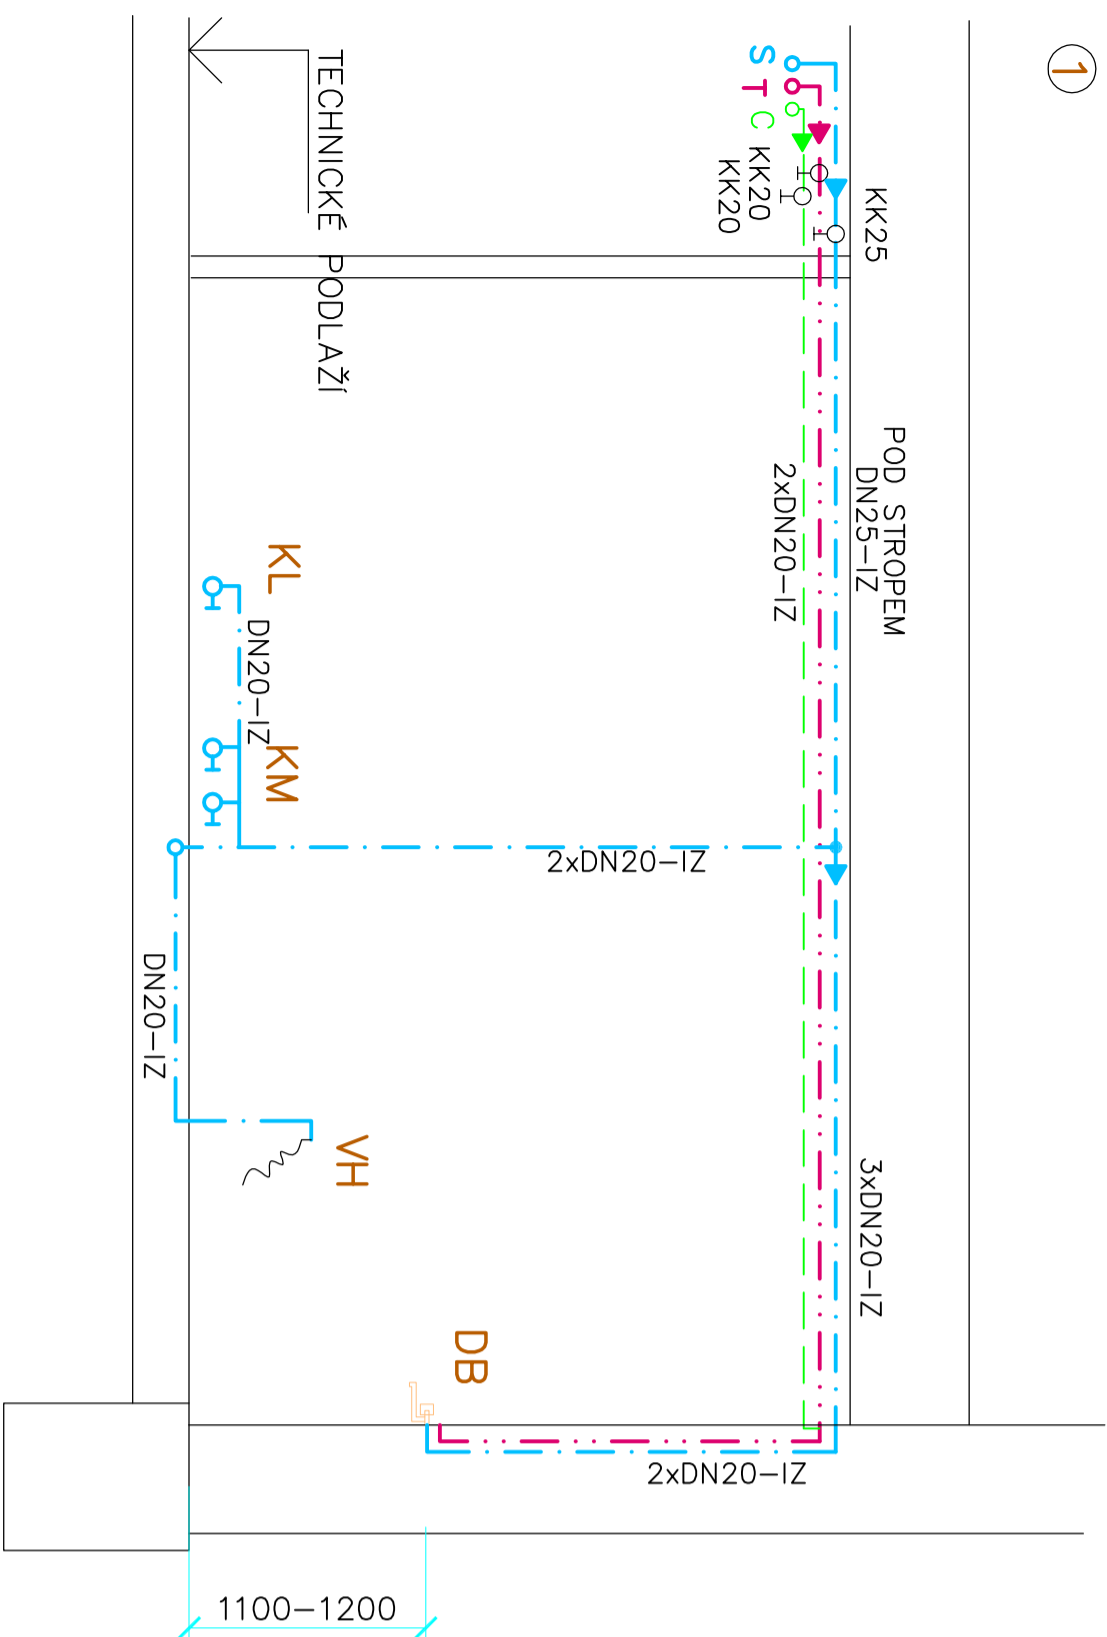 1
S
T
C
KK20
KK20
KK25
TECHNICKÉ PODLAŽÍ
POD STROPEM
DN25-IZ
2xDN20-IZ
KL
DN20-IZ
KM
2xDN20-IZ
DN20-IZ
VH
3xDN20-IZ
DB
2xDN20-IZ
1100-1200